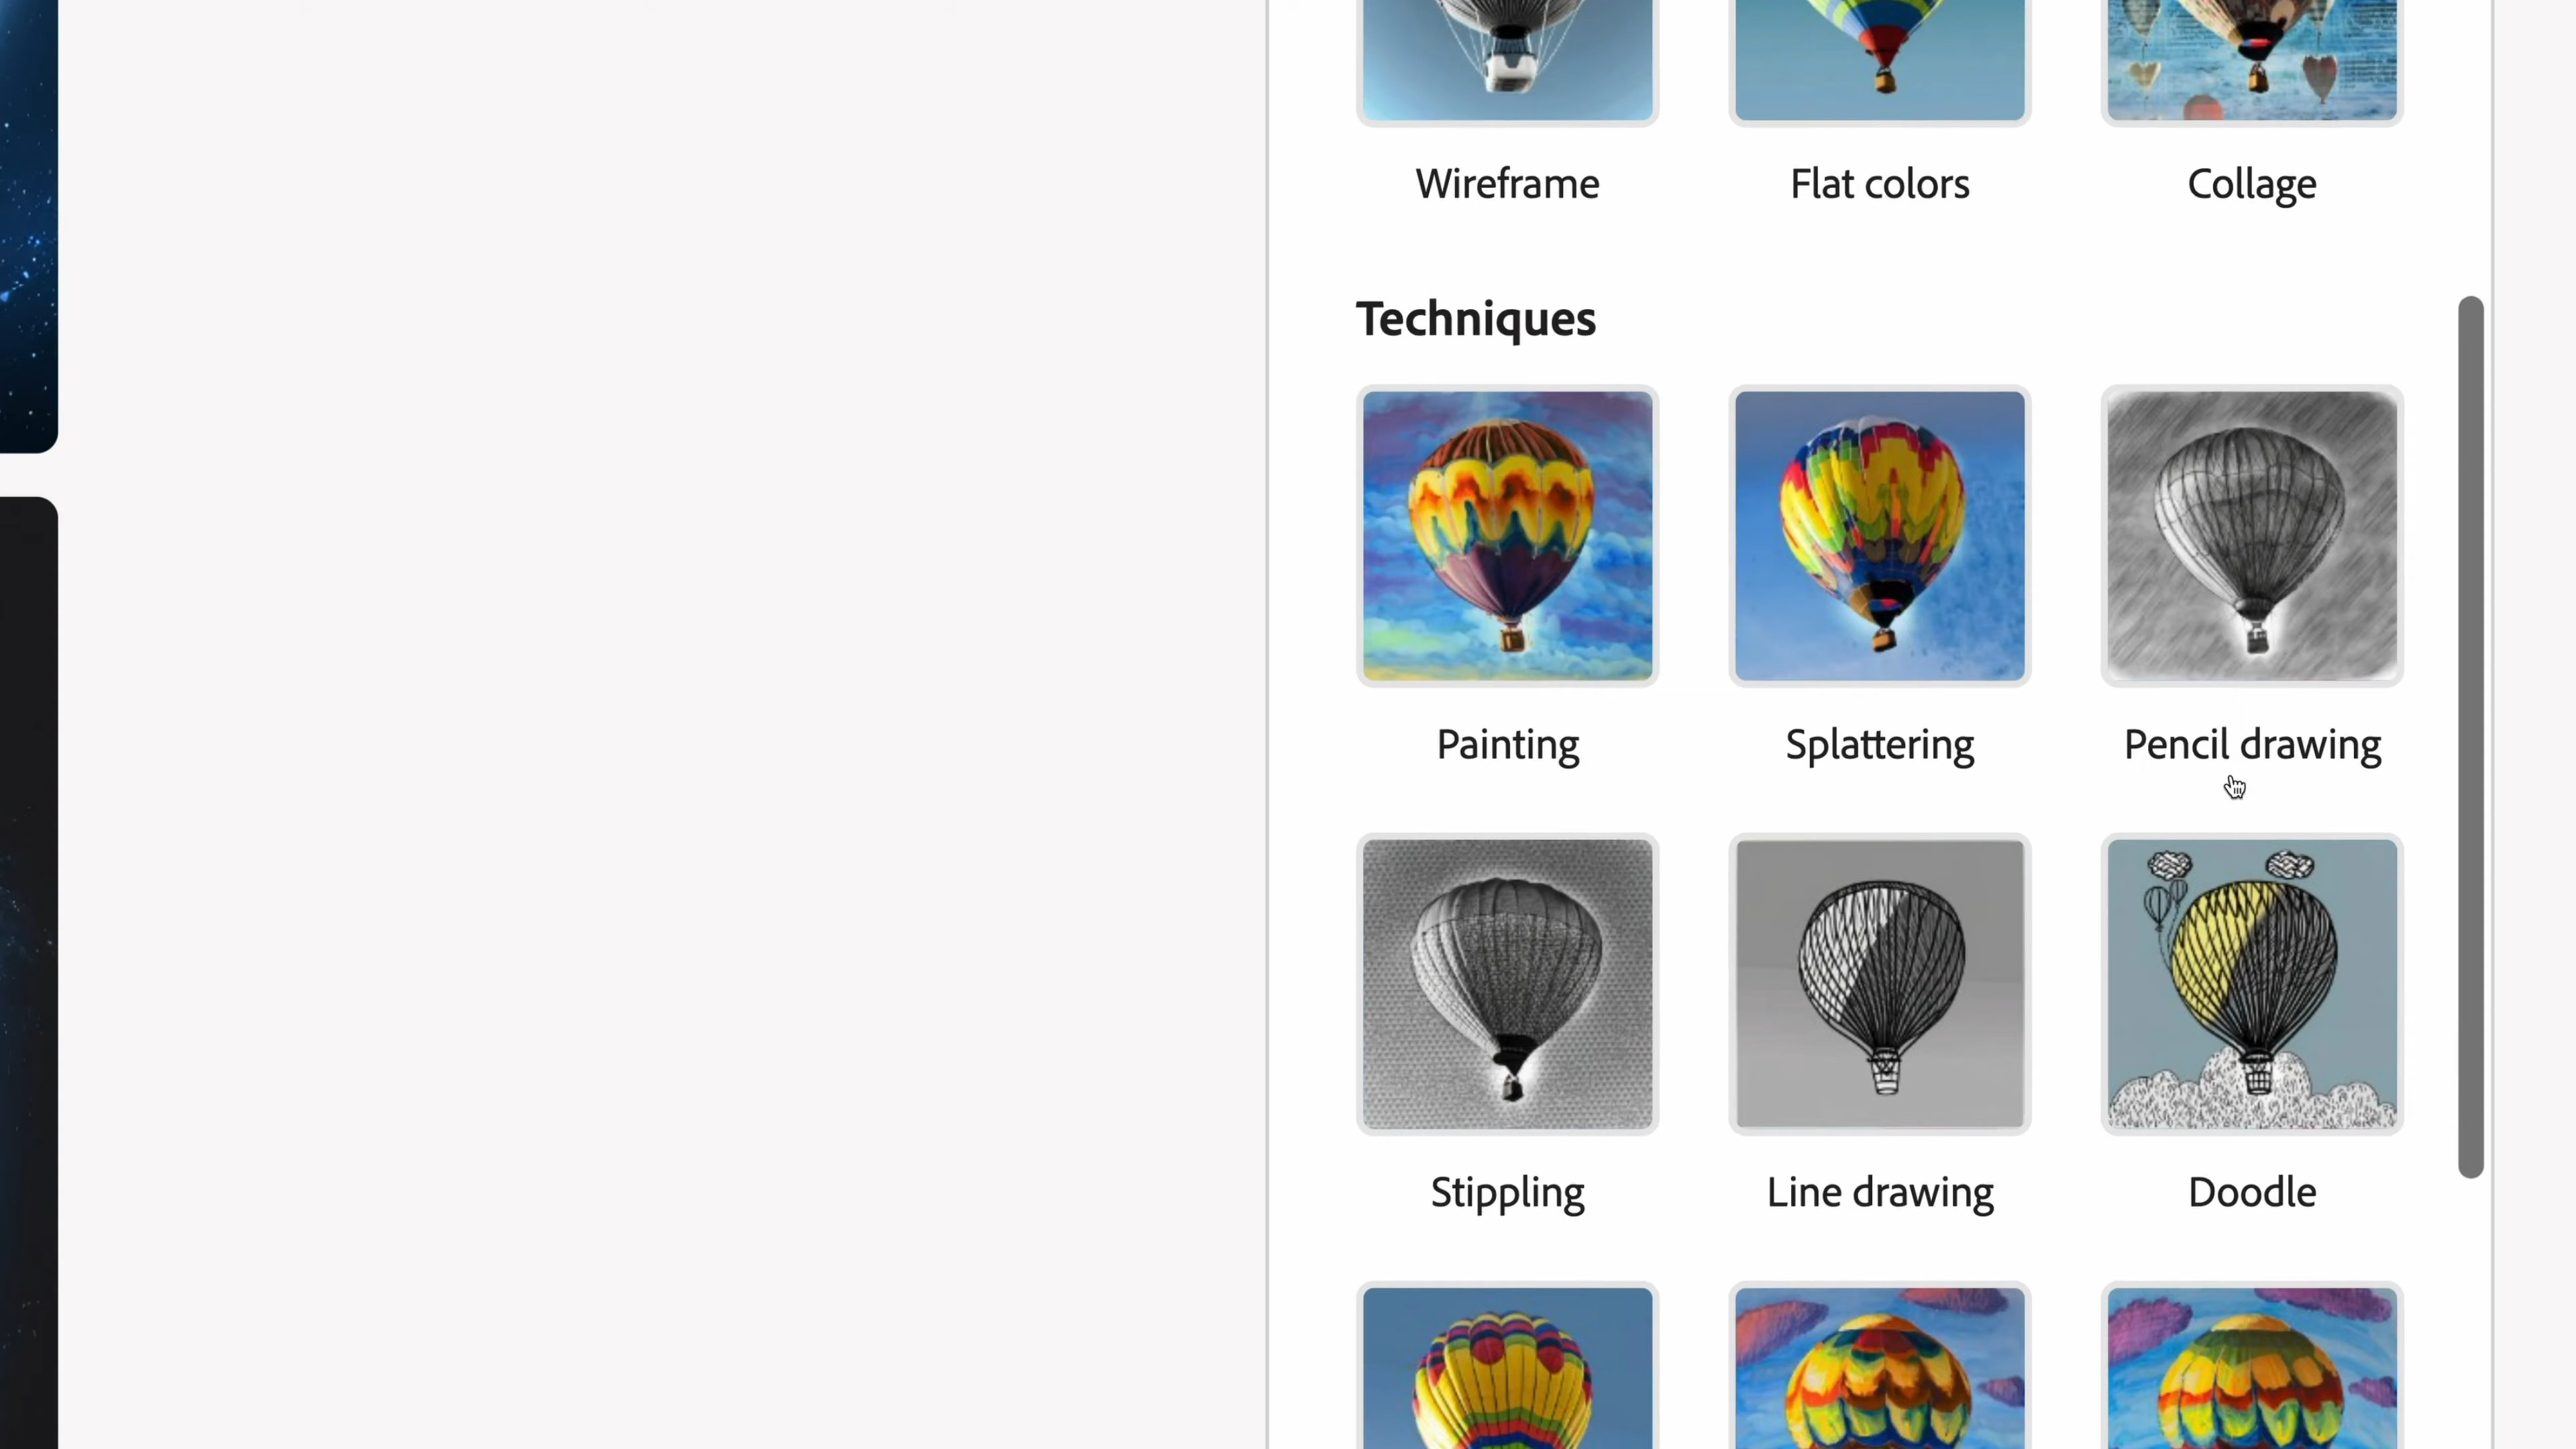 Wireframe
Flat colors
Collage
Techniques
Painting
Splattering
Pencil drawing
Stippling
Line drawing
Doodle